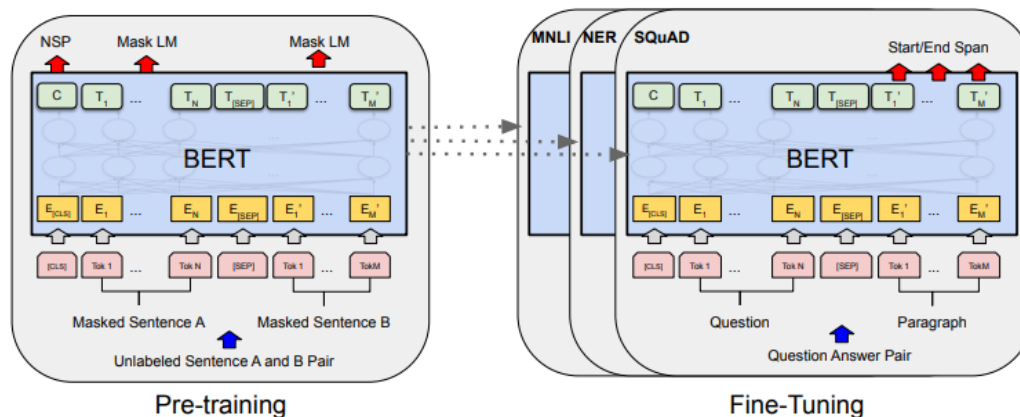 NSP Mask LM Mask LM
C T1 ... TN T[SEP] T1' ... TM'
BERT
E[CLS] E1 ... EN E[SEP] E1' ... EM'
[CLS] Tok 1 ... Tok N [SEP] Tok 1 ... TokM
Masked Sentence A Masked Sentence B
Unlabeled Sentence A and B Pair
Pre-training
MNLI NER SQuAD
Start/End Span
C T1 ... TN T[SEP] T1' ... TM'
BERT
E[CLS] E1 ... EN E[SEP] E1' ... EM'
[CLS] Tok 1 ... Tok N [SEP] Tok 1 ... TokM
Question Paragraph
Question Answer Pair
Fine-Tuning